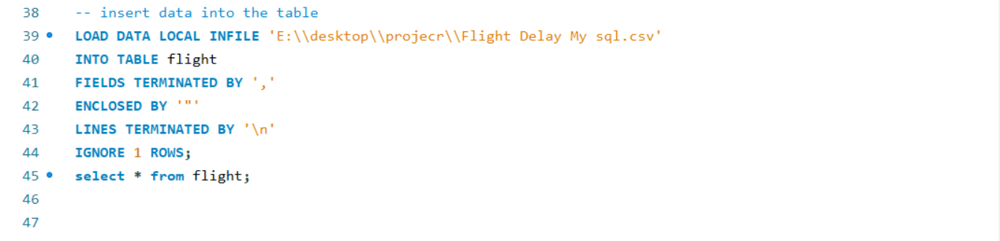 38 -- insert data into the table
39 LOAD DATA LOCAL INFILE 'E:\\desktop\\projecr\\Flight Delay My sql.csv'
40 INTO TABLE flight
41 FIELDS TERMINATED BY ','
42 ENCLOSED BY '"'
43 LINES TERMINATED BY '\n'
44 IGNORE 1 ROWS;
45 select * from flight;
46
47